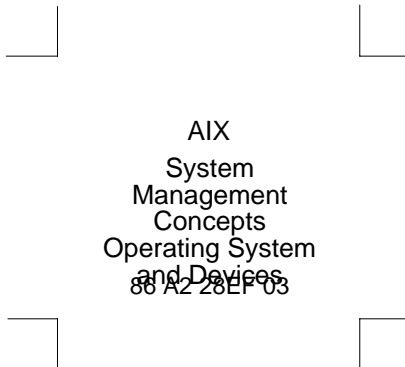 AIX
System
Management
Concepts
Operating System
and Devices
86 A2 28EF 03